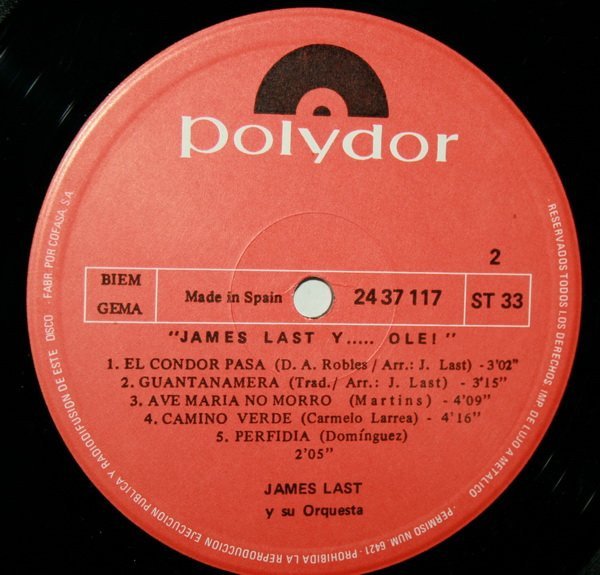 polydor
2
BIEM
GEMA
Made in Spain
24 37 117
ST 33
"JAMES LAST Y..... OLE! "
1. EL CONDOR PASA (D. A. Robles / Arr.: J. Last) - 3'02"
2. GUANTANAMERA (Trad./ Arr.: J. Last) - 3'15"
3. AVE MARIA NO MORRO (Martins) - 4'09"
4. CAMINO VERDE (Carmelo Larrea) - 4'16"
5. PERFIDIA (Domínguez)
2'05"
JAMES LAST
y su Orquesta
RESERVADOS TODOS LOS DERECHOS IMP. DE LUJO A METALICO - PERMISO NUM. 6421 - PROHIBIDA LA REPRODUCCION EJECUCION PUBLICA Y RADIODIFUSION DE ESTE DISCO · FABR. POR COFASA, S.A.